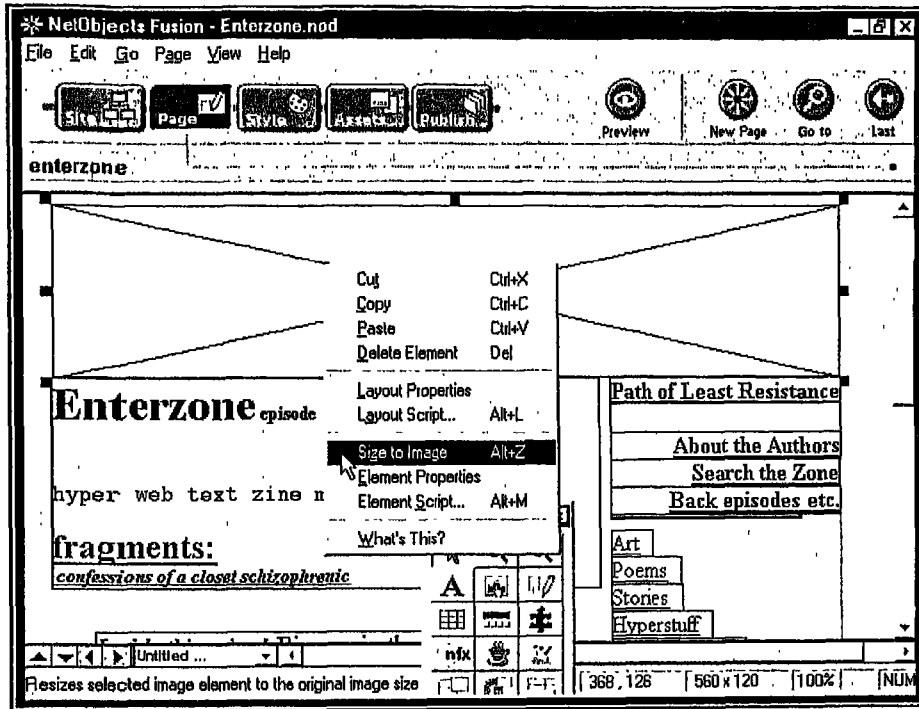 NetObjects Fusion - Enterzone.nod
File Edit Go Page View Help
Site Page Style Assets Publish
Preview New Page Go to Last
enterzone
Cut Ctrl+X
Copy Ctrl+C
Paste Ctrl+V
Delete Element Del
Layout Properties
Layout Script... Alt+L
Size to Image Alt+Z
Element Properties
Element Script... Alt+M
What's This?
Enterzone episode
hyper web text zine m
fragments:
confessions of a closet schizophrenic
Path of Least Resistance
About the Authors
Search the Zone
Back episodes etc.
Art
Poems
Stories
Hyperstuff
A
nfx
Untitled ...
Resizes selected image element to the original image size
368, 126 560 x 120 100% NUM